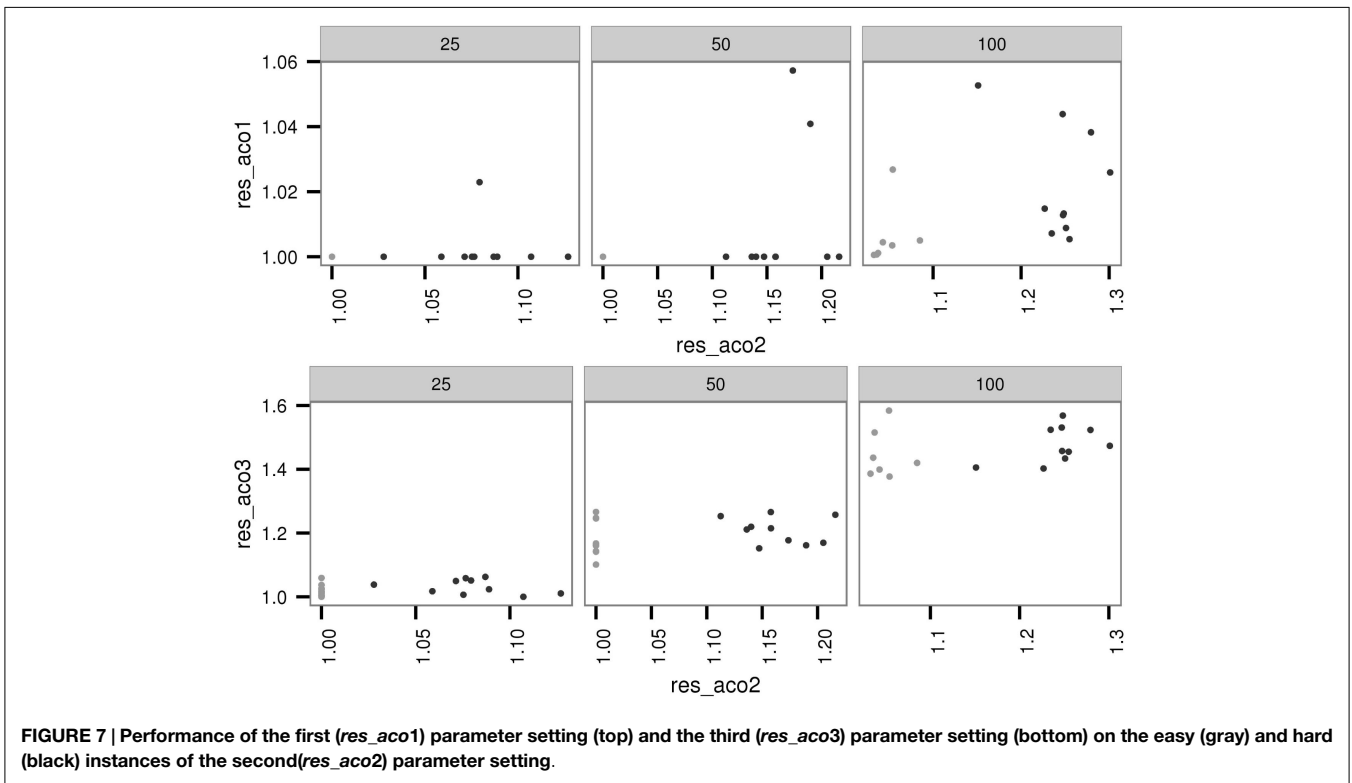 25 50 100
1.06
1.04
1.02
1.00
res_aco1
1.00 1.05 1.10 1.00 1.05 1.10 1.15 1.20 1.1 1.2 1.3
res_aco2
25 50 100
1.6
1.4
1.2
1.0
res_aco3
1.00 1.05 1.10 1.00 1.05 1.10 1.15 1.20 1.1 1.2 1.3
res_aco2
FIGURE 7 | Performance of the first (res_aco1) parameter setting (top) and the third (res_aco3) parameter setting (bottom) on the easy (gray) and hard
(black) instances of the second(res_aco2) parameter setting.